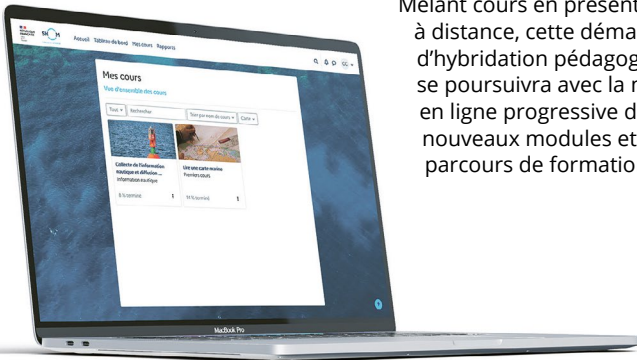 Mêlant cours en présent
à distance, cette déma
d’hybridation pédagog
se poursuivra avec la
en ligne progressive d
nouveaux modules et
parcours de formatio
SHOM
Accueil Tableau de bord Mes cours Rapports
Mes cours
Vue d'ensemble des cours
Tout
Rechercher
Trier par nom du cours
Carte
Collecte de l'information
nautique et diffusion ...
Information nautique
Lire une carte marine
Premiers cours
MacBook Pro